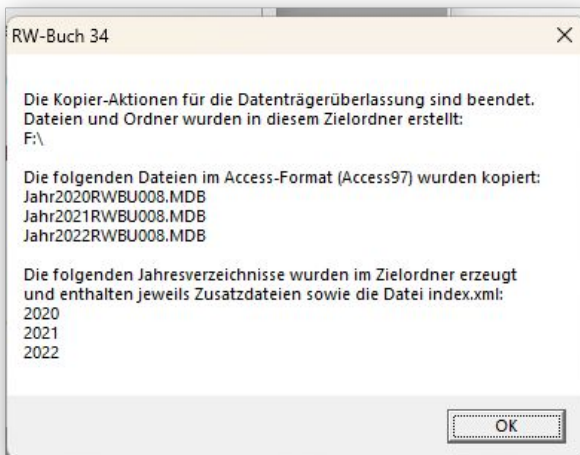 RW-Buch 34
Die Kopier-Aktionen für die Datenträgerüberlassung sind beendet.
Dateien und Ordner wurden in diesem Zielordner erstellt:
F:\
Die folgenden Dateien im Access-Format (Access97) wurden kopiert:
Jahr2020RWBU008.MDB
Jahr2021RWBU008.MDB
Jahr2022RWBU008.MDB
Die folgenden Jahresverzeichnisse wurden im Zielordner erzeugt
und enthalten jeweils Zusatzdateien sowie die Datei index.xml:
2020
2021
2022
OK